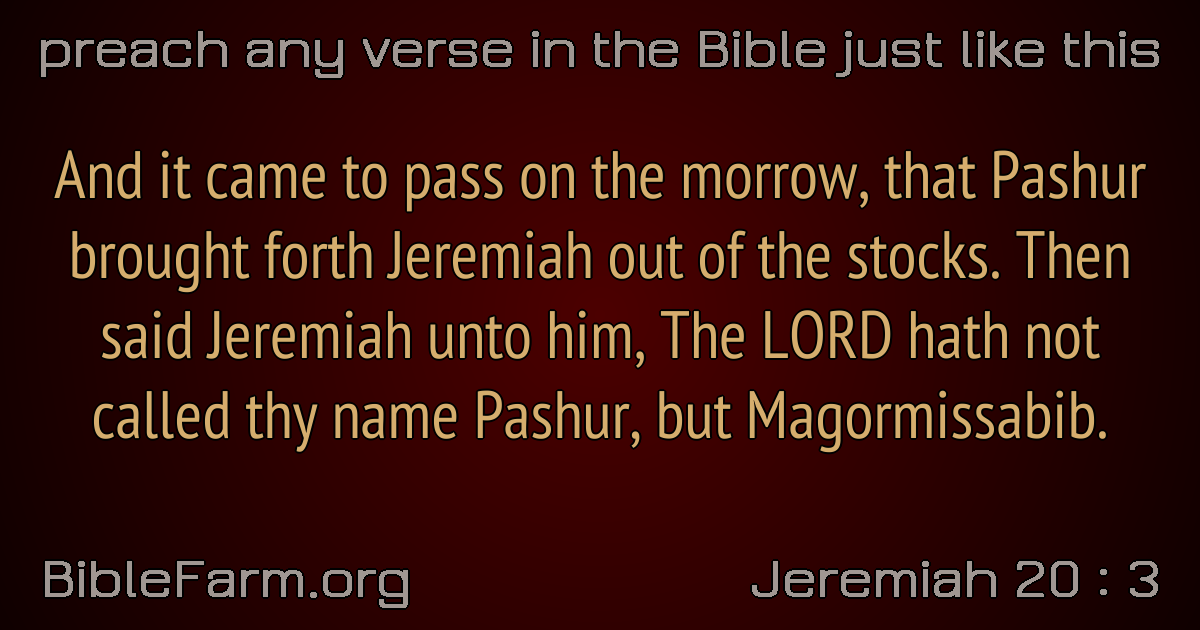 preach any verse in the Bible just like this
And it came to pass on the morrow, that Pashur
brought forth Jeremiah out of the stocks. Then
said Jeremiah unto him, The LORD hath not
called thy name Pashur, but Magormissabib.
BibleFarm.org
Jeremiah 20 : 3